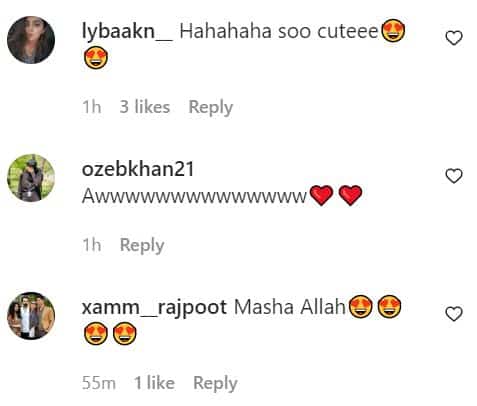 lybaakn__ Hahahaha soo cuteee😍
😍
1h 3 likes Reply
ozebkhan21
Awwwwwwwwwwwwwww❤️❤️
1h Reply
xamm__rajpoot Masha Allah😍😍
😍😍
55m 1 like Reply